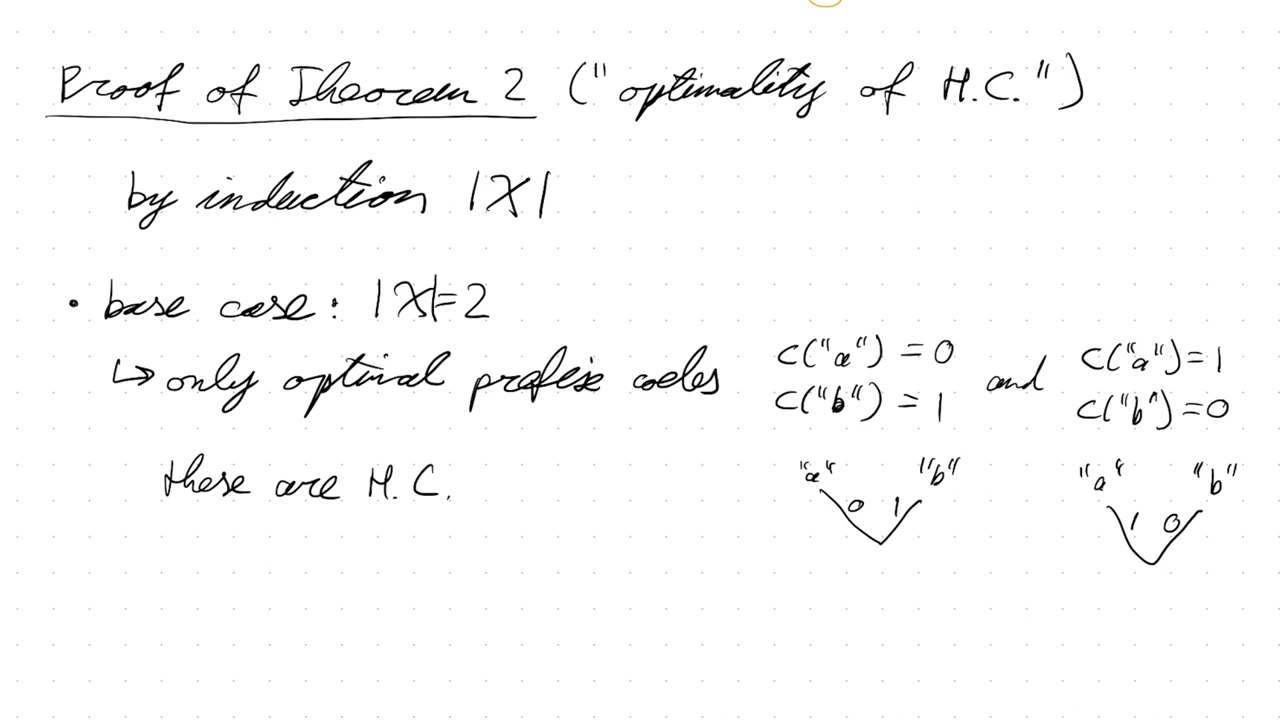 Proof of Theorem 2 ("optimality of H.C.")
by induction |X|
• base case: |X|=2
↳ only optimal prefix codes C("a") = 0 and C("a")=1
C("b") = 1 C("b")=0
these are H.C.
"a" "b" "a" "b"
0 1 1 0